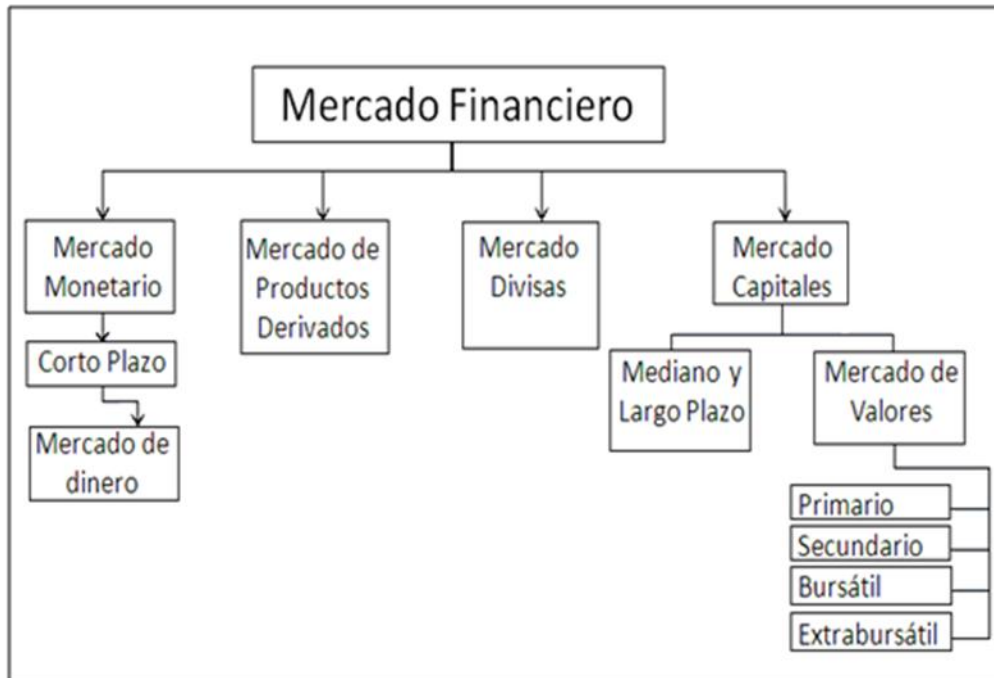 Mercado Financiero
Mercado
Monetario
Corto Plazo
Mercado de
dinero
Mercado de
Productos
Derivados
Mercado
Divisas
Mercado
Capitales
Mediano y
Largo Plazo
Mercado de
Valores
Primario
Secundario
Bursátil
Extrabursátil